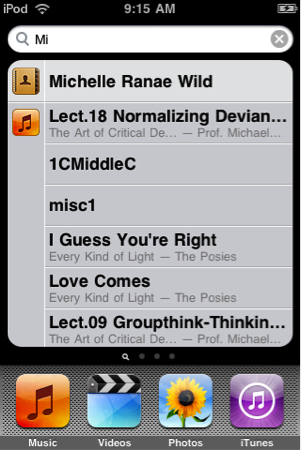 iPod 9:15 AM
Mi
Michelle Ranae Wild
Lect.18 Normalizing Devian...
The Art of Critical De... — Prof. Michael...
1CMiddleC
misc1
I Guess You're Right
Every Kind of Light — The Posies
Love Comes
Every Kind of Light — The Posies
Lect.09 Groupthink-Thinkin...
The Art of Critical De... — Prof. Michael...
Music Videos Photos iTunes